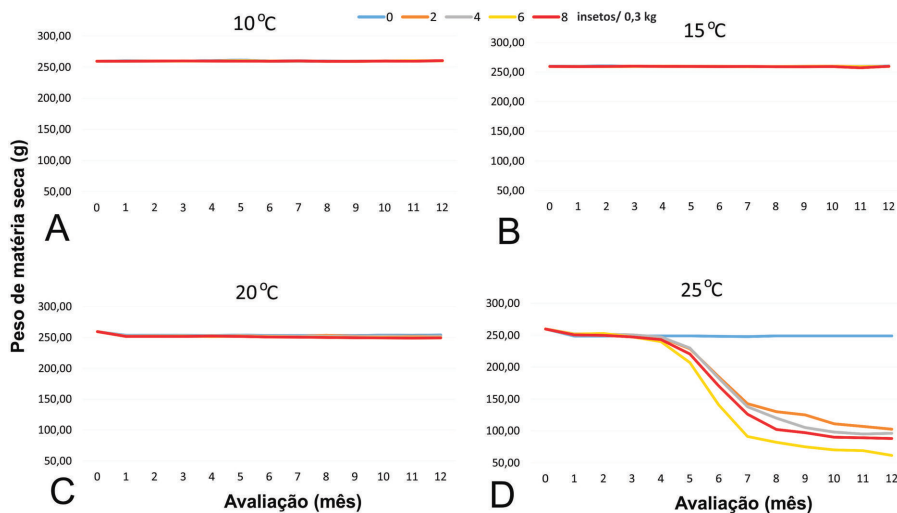 0 2 4 6 8 insetos/ 0,3 kg
10 °C
300,00
250,00
200,00
150,00
100,00
50,00
0 1 2 3 4 5 6 7 8 9 10 11 12
A
15 °C
300,00
250,00
200,00
150,00
100,00
50,00
0 1 2 3 4 5 6 7 8 9 10 11 12
B
Peso de matéria seca (g)
20 °C
300,00
250,00
200,00
150,00
100,00
50,00
0 1 2 3 4 5 6 7 8 9 10 11 12
C
Avaliação (mês)
25 °C
300,00
250,00
200,00
150,00
100,00
50,00
0 1 2 3 4 5 6 7 8 9 10 11 12
D
Avaliação (mês)